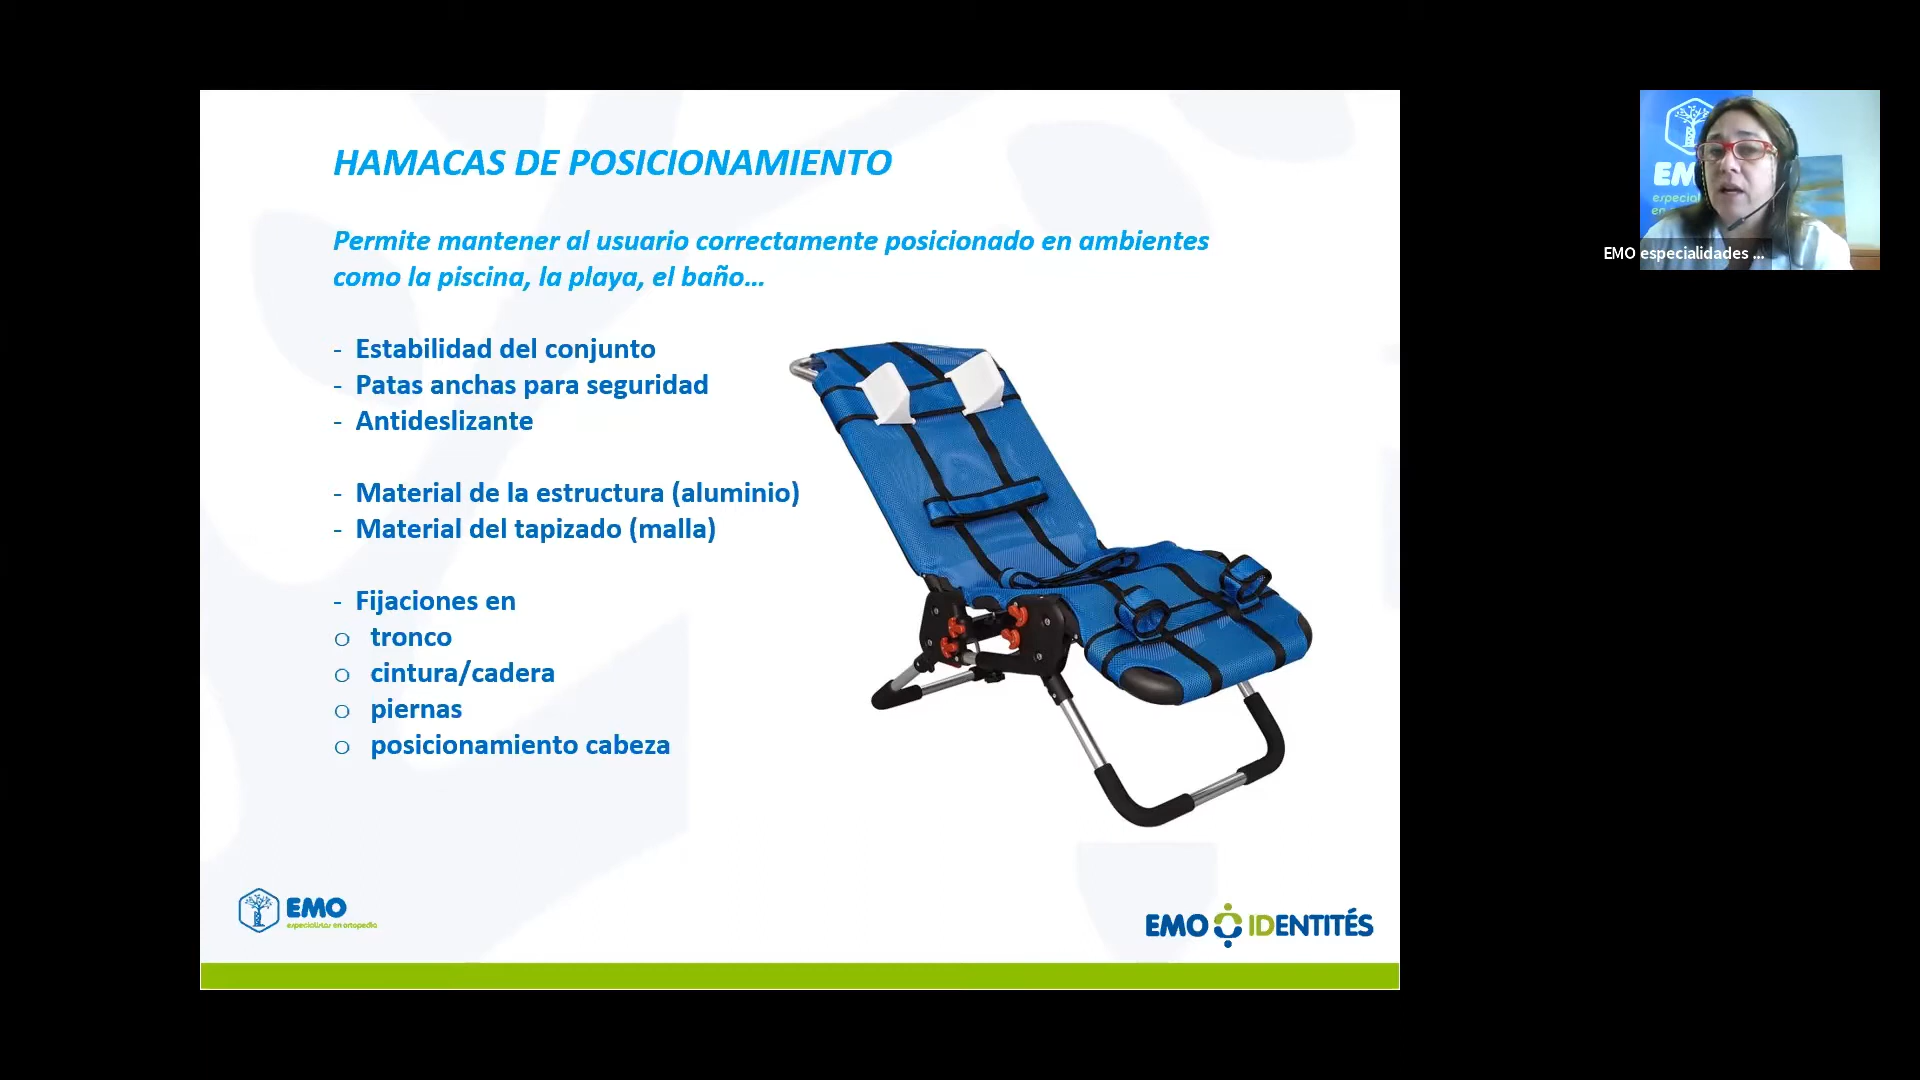 HAMACAS DE POSICIONAMIENTO
Permite mantener al usuario correctamente posicionado en ambientes
como la piscina, la playa, el baño...
- Estabilidad del conjunto
- Patas anchas para seguridad
- Antideslizante
- Material de la estructura (aluminio)
- Material del tapizado (malla)
- Fijaciones en
o tronco
o cintura/cadera
o piernas
o posicionamiento cabeza
EMO
especialistas en ortopedia
EMO IDENTITÉS
EM
especial
en
EMO especialidades ...